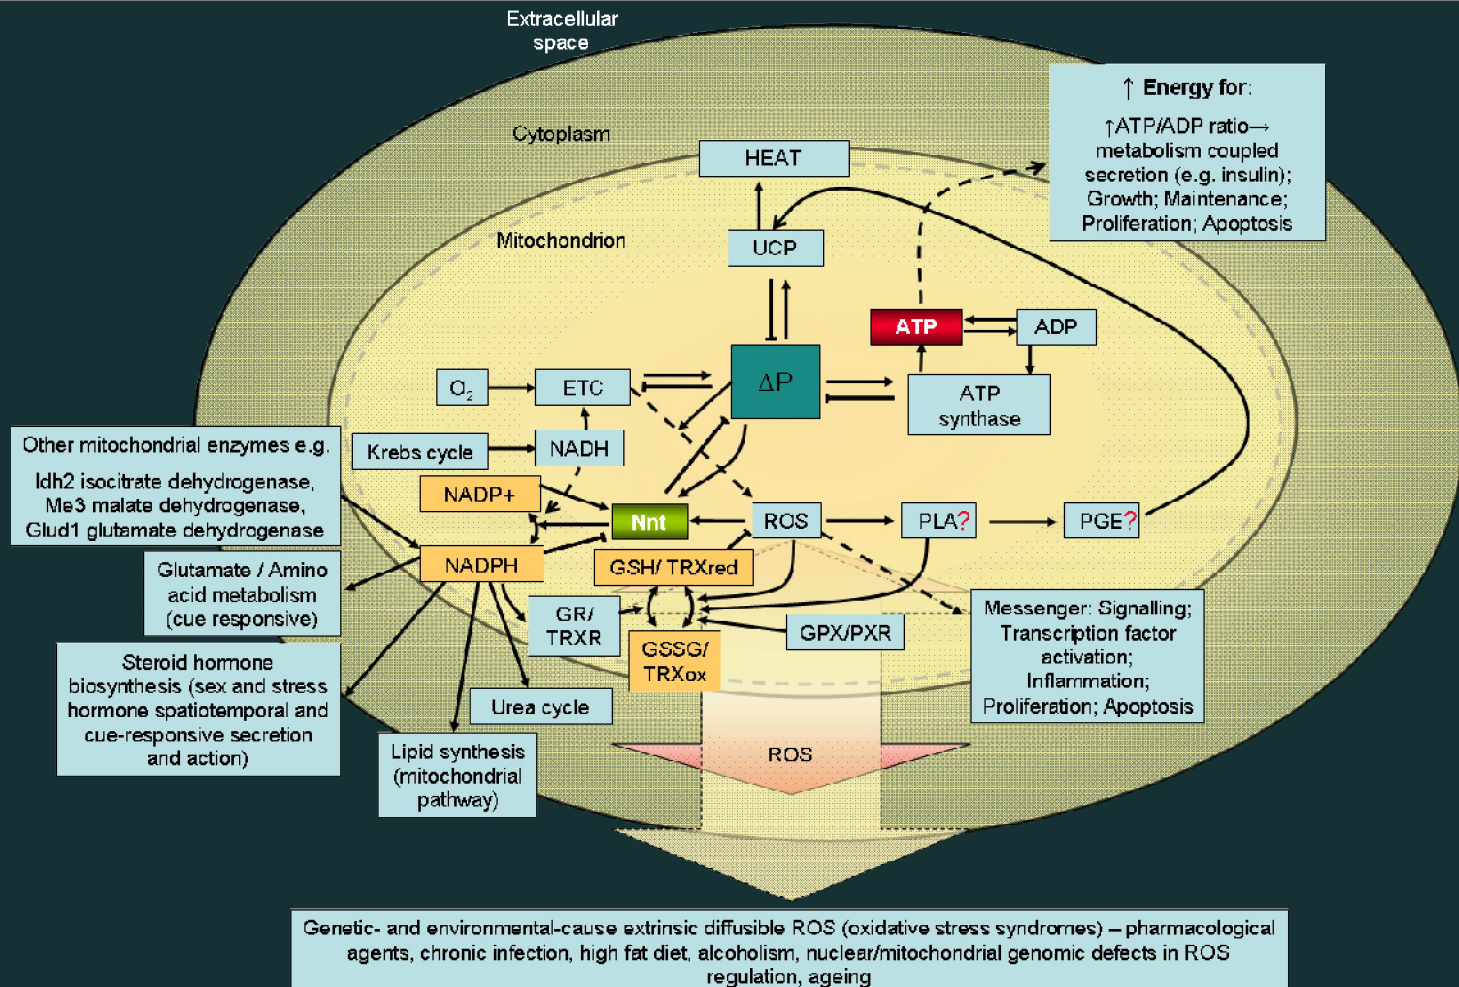 Extracellular
space
Cytoplasm
Mitochondrion
↑ Energy for:
↑ATP/ADP ratio→
metabolism coupled
secretion (e.g. insulin);
Growth; Maintenance;
Proliferation; Apoptosis
HEAT
UCP
ATP
ADP
O₂
ETC
ΔP
ATP
synthase
Krebs cycle
NADH
Other mitochondrial enzymes e.g.
Idh2 isocitrate dehydrogenase,
Me3 malate dehydrogenase,
Glud1 glutamate dehydrogenase
NADP+
Nnt
ROS
PLA?
PGE?
NADPH
GSH/ TRXred
Glutamate / Amino
acid metabolism
(cue responsive)
GR/
TRXR
GSSG/
TRXox
GPX/PXR
Messenger: Signalling;
Transcription factor
activation;
Inflammation;
Proliferation; Apoptosis
Steroid hormone
biosynthesis (sex and stress
hormone spatiotemporal and
cue-responsive secretion
and action)
Urea cycle
Lipid synthesis
(mitochondrial
pathway)
ROS
Genetic- and environmental-cause extrinsic diffusible ROS (oxidative stress syndromes) – pharmacological
agents, chronic infection, high fat diet, alcoholism, nuclear/mitochondrial genomic defects in ROS
regulation, ageing